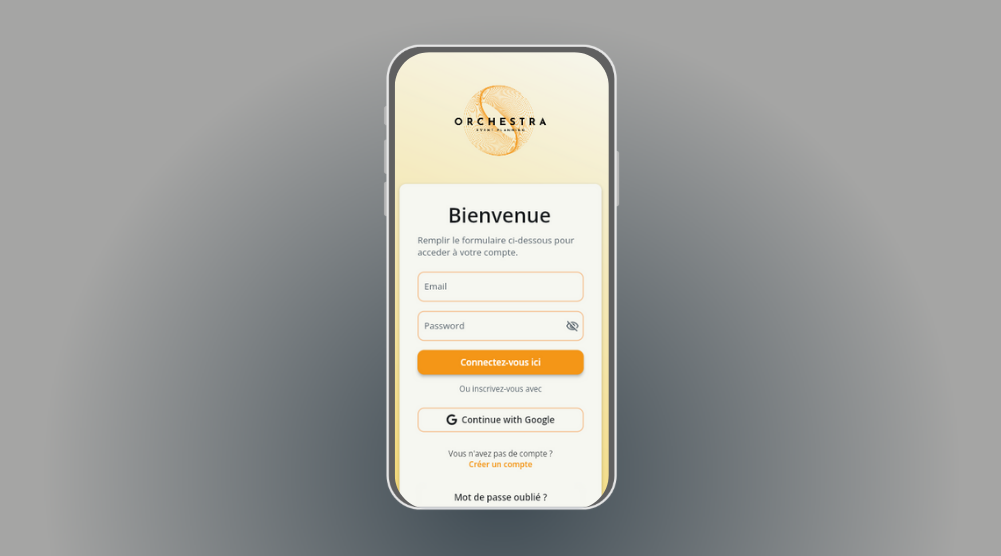 ORCHESTRA
EVENT PLANNING
Bienvenue
Remplir le formulaire ci-dessous pour
acceder à votre compte.
Email
Password
Connectez-vous ici
Ou inscrivez-vous avec
G Continue with Google
Vous n'avez pas de compte ?
Créer un compte
Mot de passe oublié ?